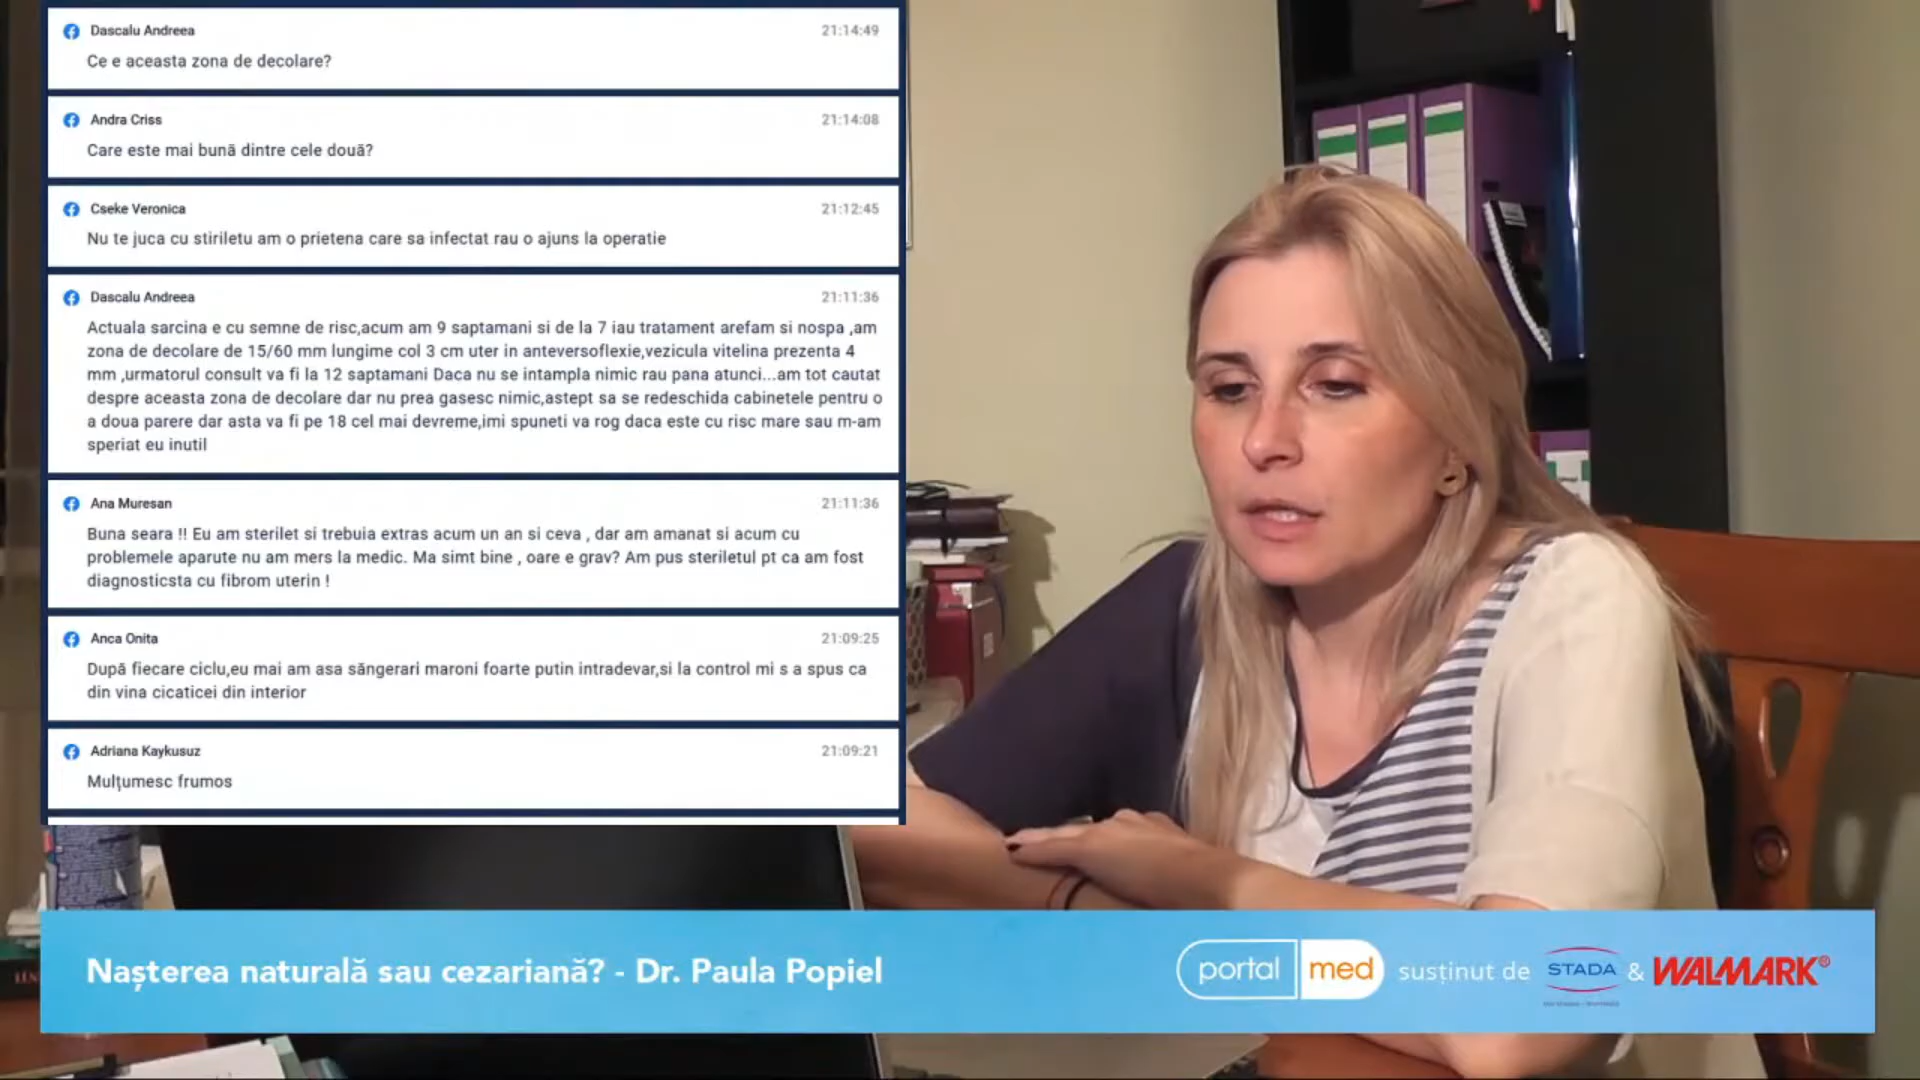 Dascalu Andreea
21:14:49
Ce e aceasta zona de decolare?
Andra Criss
21:14:08
Care este mai bună dintre cele două?
Cseke Veronica
21:12:45
Nu te juca cu stiriletu am o prietena care sa infectat rau o ajuns la operatie
Dascalu Andreea
21:11:36
Actuala sarcina e cu semne de risc,acum am 9 saptamani si de la 7 iau tratament arefam si nospa ,am
zona de decolare de 15/60 mm lungime col 3 cm uter in anteversoflexie,vezicula vitelina prezenta 4
mm ,urmatorul consult va fi la 12 saptamani Daca nu se intampla nimic rau pana atunci...am tot cautat
despre aceasta zona de decolare dar nu prea gasesc nimic,astept sa se redeschida cabinetele pentru o
a doua parere dar asta va fi pe 18 cel mai devreme,imi spuneti va rog daca este cu risc mare sau m-am
speriat eu inutil
Ana Muresan
21:11:36
Buna seara !! Eu am sterilet si trebuia extras acum un an si ceva , dar am amanat si acum cu
problemele aparute nu am mers la medic. Ma simt bine , oare e grav? Am pus steriletul pt ca am fost
diagnosticsta cu fibrom uterin !
Anca Onita
21:09:25
După fiecare ciclu,eu mai am asa săngerari maroni foarte putin intradevar,si la control mi s a spus ca
din vina cicaticei din interior
Adriana Kaykusuz
21:09:21
Mulțumesc frumos
Nașterea naturală sau cezariană? - Dr. Paula Popiel
portal med susținut de STADA & WALMARK®